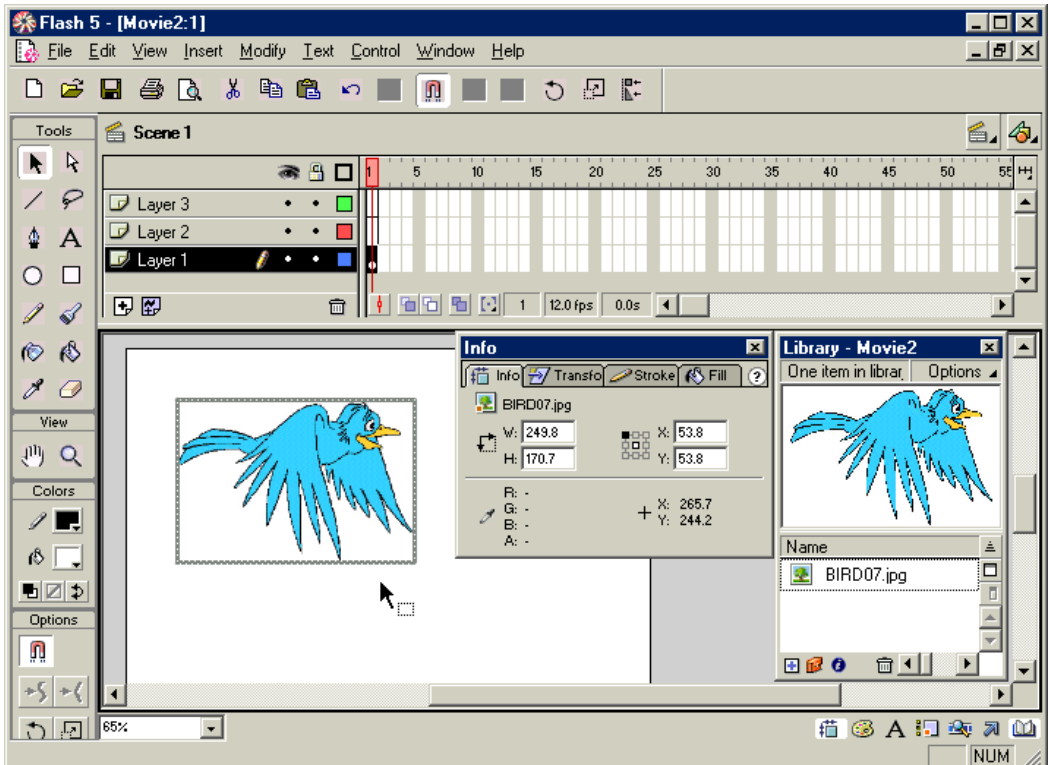 Flash 5 - [Movie2:1]
File Edit View Insert Modify Text Control Window Help
Tools
Scene 1
1 5 10 15 20 25 30 35 40 45 50 55
Layer 3
Layer 2
Layer 1
1 12.0 fps 0.0s
View
Colors
Options
Info
Info Transfo Stroke Fill ?
BIRD07.jpg
W: 249.8 X: 53.8
H: 170.7 Y: 53.8
R: -
G: -
B: -
A: -
X: 265.7
Y: 244.2
Library - Movie2
One item in librar Options
Name
BIRD07.jpg
65%
NUM